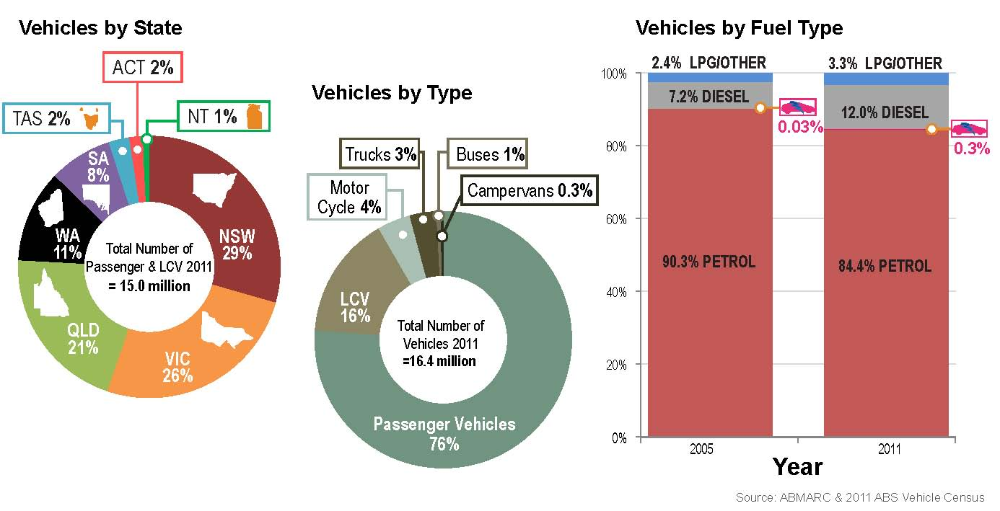 Vehicles by State
ACT 2%
TAS 2%
NT 1%
SA
8%
WA
11%
NSW
29%
QLD
21%
VIC
26%
Total Number of
Passenger & LCV 2011
= 15.0 million
Vehicles by Type
Trucks 3%
Buses 1%
Motor
Cycle 4%
Campervans 0.3%
LCV
16%
Total Number of
Vehicles 2011
=16.4 million
Passenger Vehicles
76%
Vehicles by Fuel Type
2.4% LPG/OTHER
3.3% LPG/OTHER
100%
80%
60%
40%
20%
0%
7.2% DIESEL
0.03%
12.0% DIESEL
0.3%
90.3% PETROL
84.4% PETROL
2005
2011
Year
Source: ABMARC & 2011 ABS Vehicle Census